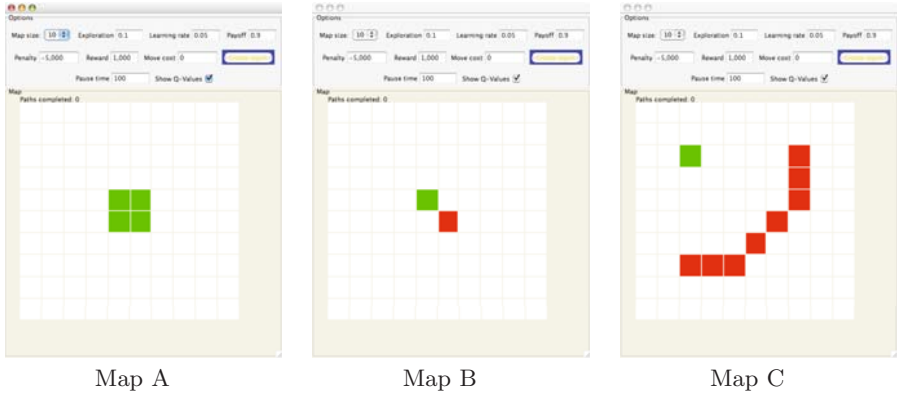 Options
Map size: 10 Exploration 0.1 Learning rate 0.05 Payoff 0.9
Penalty -5,000 Reward 1,000 Move cost 0
Pause time 100 Show Q-Values
Map
Paths completed: 0
Map A
Options
Map size: 10 Exploration 0.1 Learning rate 0.05 Payoff 0.9
Penalty -5,000 Reward 1,000 Move cost 0
Pause time 100 Show Q-Values
Map
Paths completed: 0
Map B
Options
Map size: 10 Exploration 0.1 Learning rate 0.05 Payoff 0.9
Penalty -5,000 Reward 1,000 Move cost 0
Pause time 100 Show Q-Values
Map
Paths completed: 0
Map C